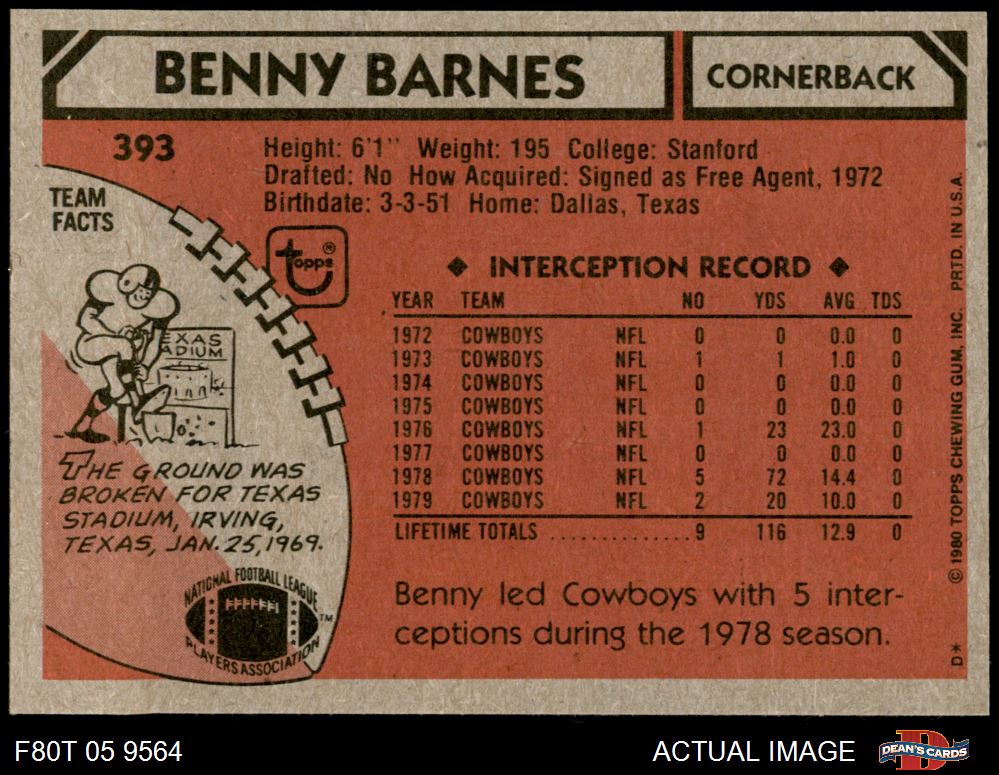 BENNY BARNES
CORNERBACK
393
Height: 6'1" Weight: 195 College: Stanford
Drafted: No How Acquired: Signed as Free Agent, 1972
Birthdate: 3-3-51 Home: Dallas, Texas
TEAM
FACTS
topps®
EXAS
ADIUM
THE GROUND WAS
BROKEN FOR TEXAS
STADIUM, IRVING,
TEXAS, JAN. 25, 1969.
NATIONAL FOOTBALL LEAGUE
PLAYERS ASSOCIATION
TM
◆ INTERCEPTION RECORD ◆
YEAR TEAM NO YDS AVG TDS
1972 COWBOYS NFL 0 0 0.0 0
1973 COWBOYS NFL 1 1 1.0 0
1974 COWBOYS NFL 0 0 0.0 0
1975 COWBOYS NFL 0 0 0.0 0
1976 COWBOYS NFL 1 23 23.0 0
1977 COWBOYS NFL 0 0 0.0 0
1978 COWBOYS NFL 5 72 14.4 0
1979 COWBOYS NFL 2 20 10.0 0
LIFETIME TOTALS .............. 9 116 12.9 0
Benny led Cowboys with 5 inter-
ceptions during the 1978 season.
D* © 1980 TOPPS CHEWING GUM, INC. PRTD. IN U.S.A.
F80T 05 9564
ACTUAL IMAGE
D
DEAN'S CARDS